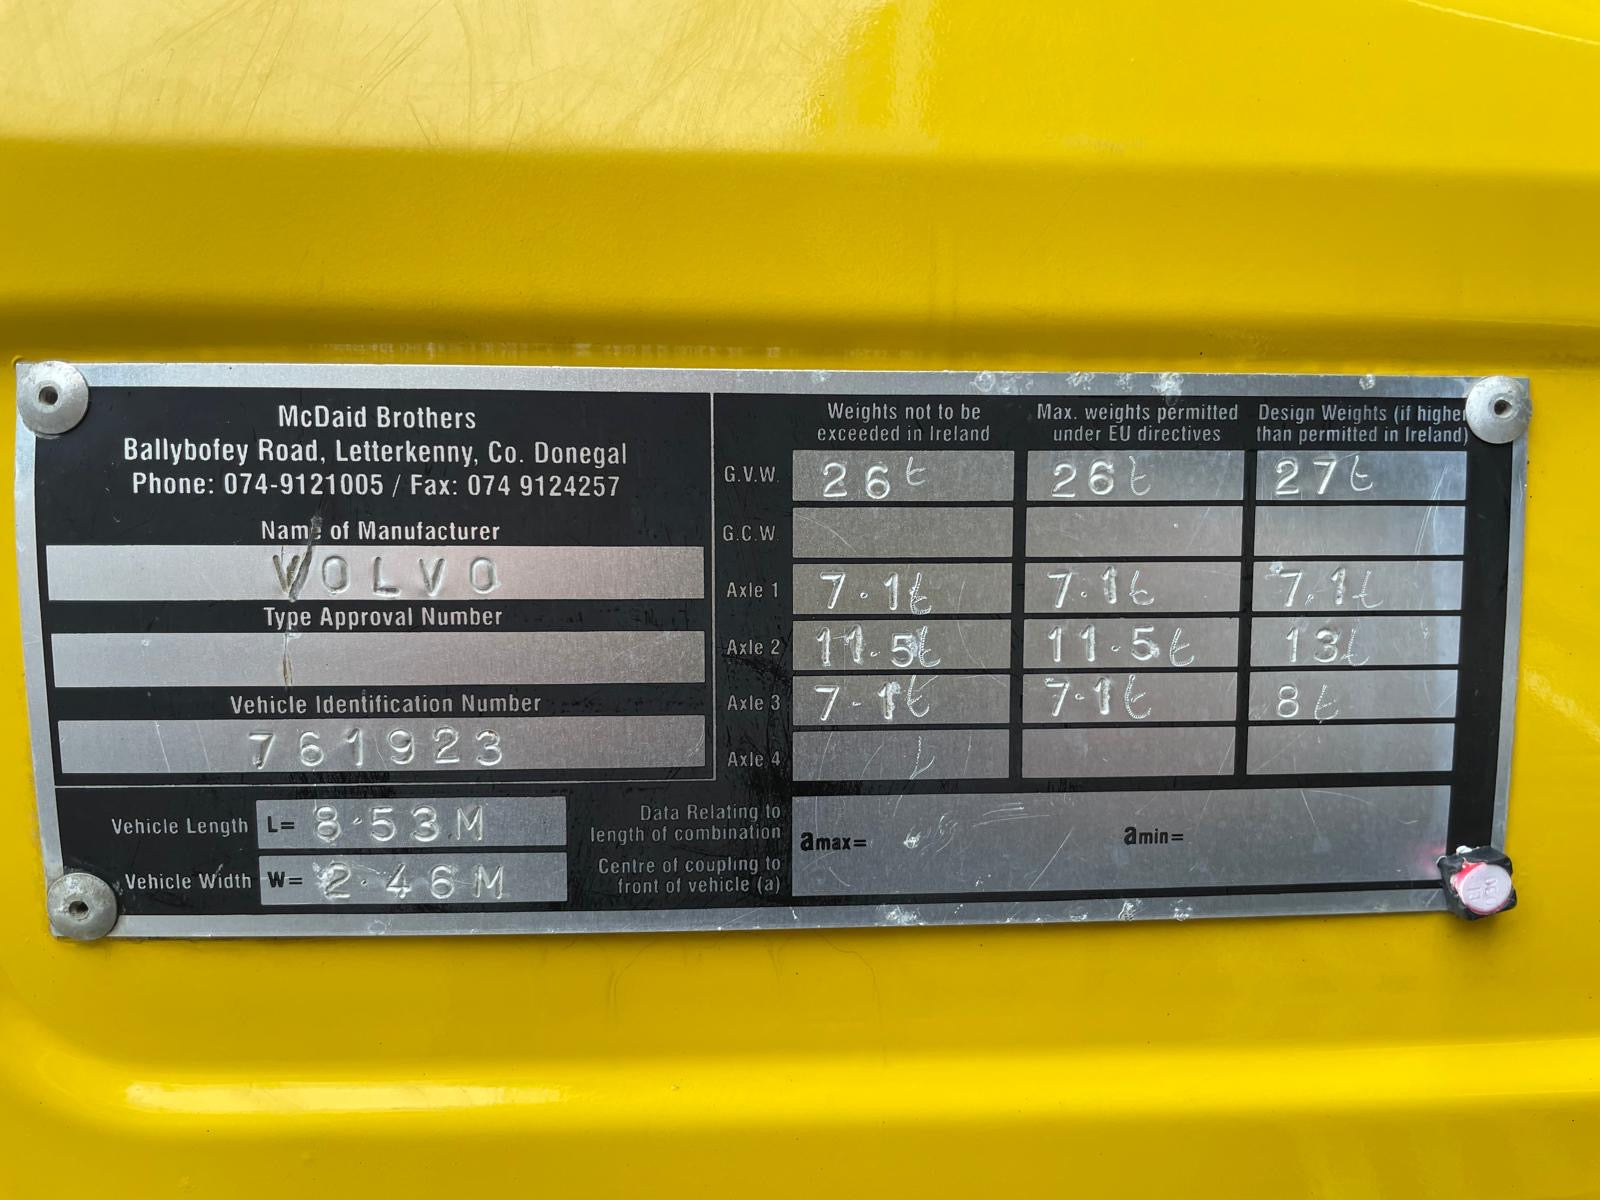 McDaid Brothers
Ballybofey Road, Letterkenny, Co. Donegal
Phone: 074-9121005 / Fax: 074 9124257
Name of Manufacturer
VOLVO
Type Approval Number
Vehicle Identification Number
761923
Vehicle Length L= 8.53M
Vehicle Width W= 2.46M
Weights not to be
exceeded in Ireland
Max. weights permitted
under EU directives
Design Weights (if higher
than permitted in Ireland)
G.V.W. 26t 26t 27t
G.C.W.
Axle 1 7.1t 7.1t 7.1t
Axle 2 11.5t 11.5t 13t
Axle 3 7.1t 7.1t 8t
Axle 4
Data Relating to
length of combination
Centre of coupling to
front of vehicle (a)
amax= amin=